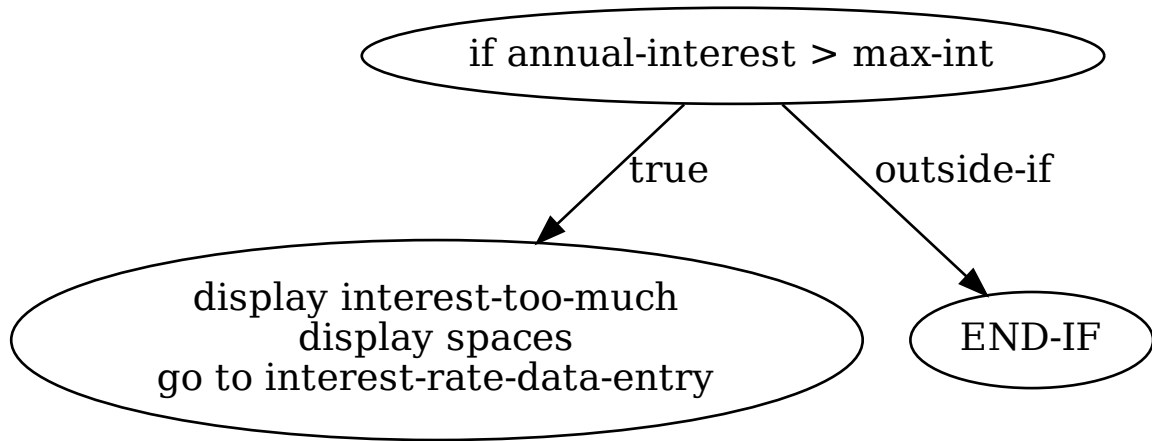 if annual-interest > max-int
true
outside-if
display interest-too-much
display spaces
go to interest-rate-data-entry
END-IF